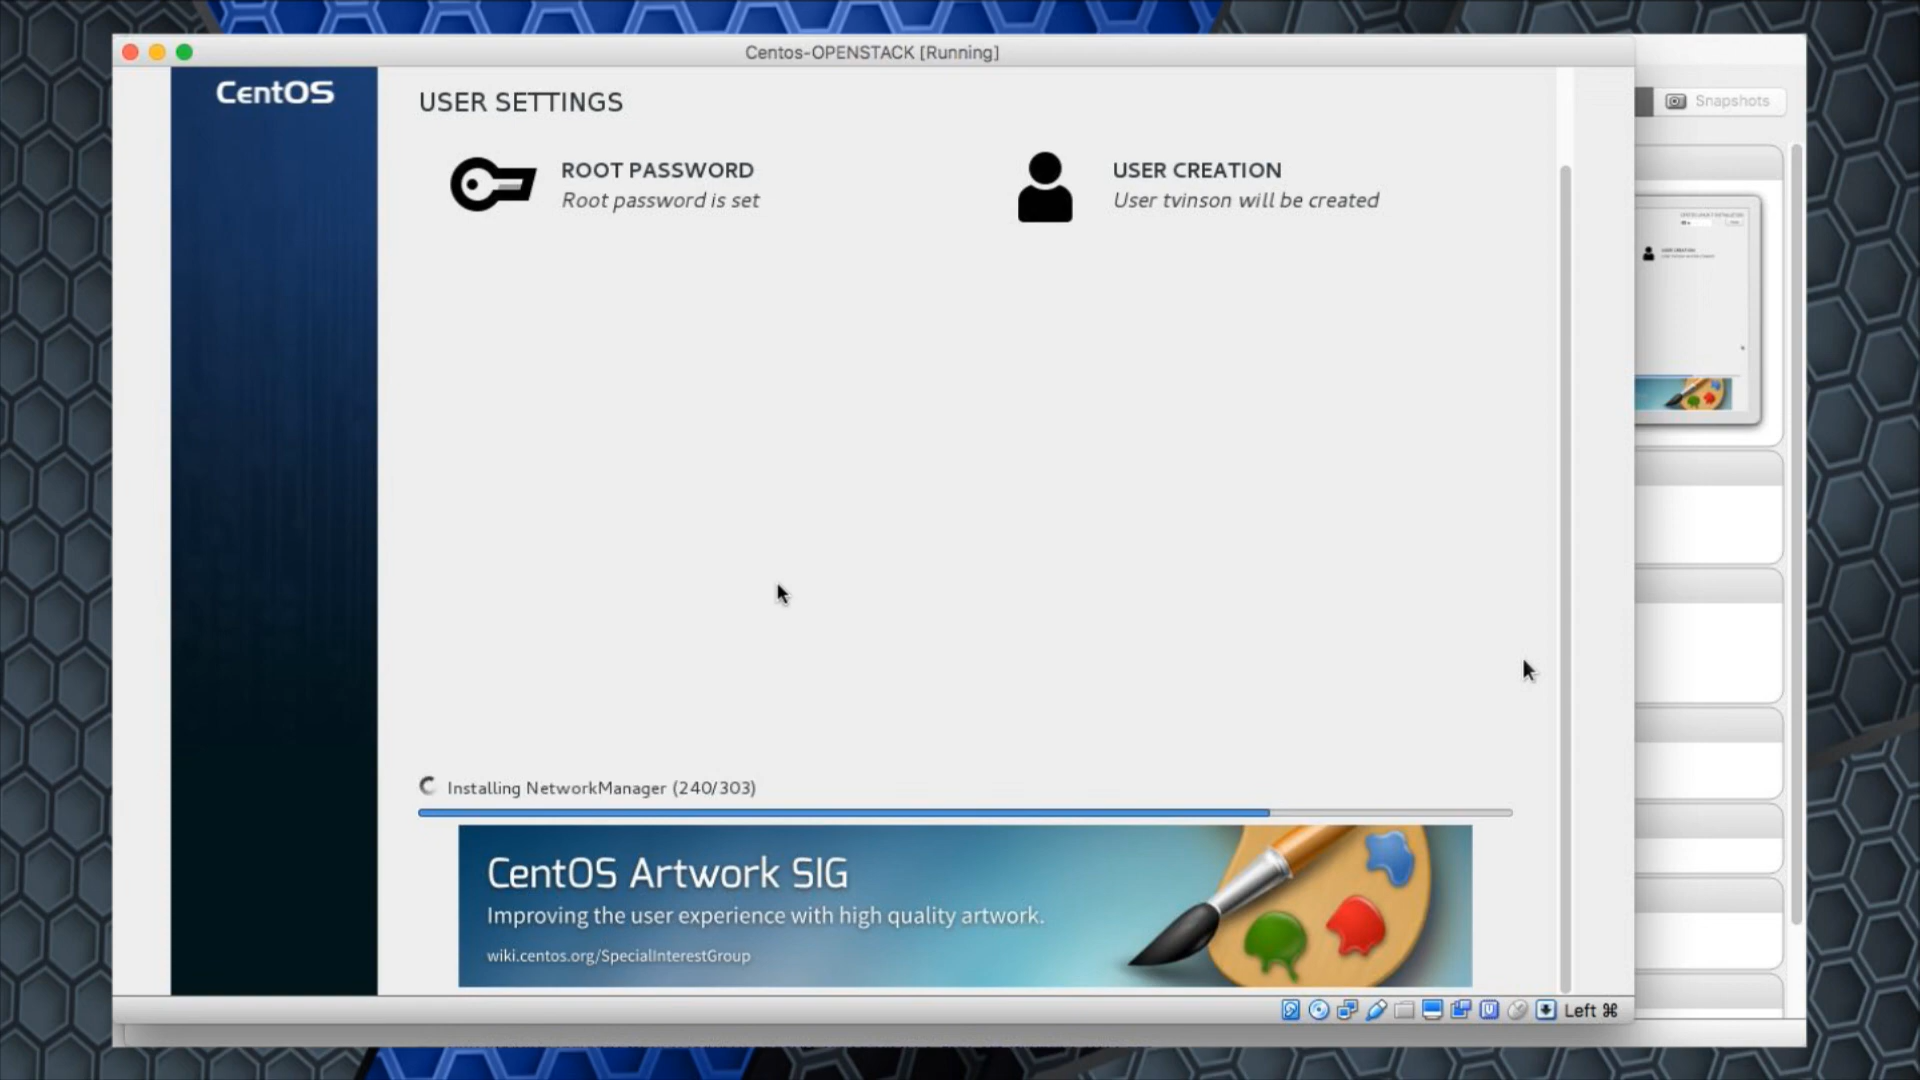 Centos-OPENSTACK [Running]
CentOS
USER SETTINGS
Snapshots
ROOT PASSWORD
Root password is set
USER CREATION
User tvinson will be created
Installing NetworkManager (240/303)
CentOS Artwork SIG
Improving the user experience with high quality artwork.
wiki.centos.org/SpecialInterestGroup
Left ⌘